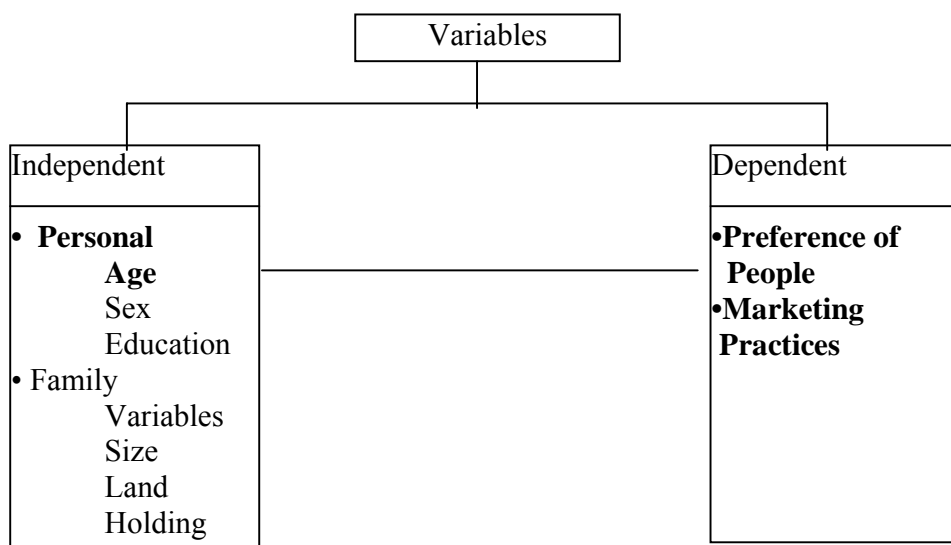 Variables
Independent
• Personal
Age
Sex
Education
• Family
Variables
Size
Land
Holding
Dependent
•Preference of
People
•Marketing
Practices